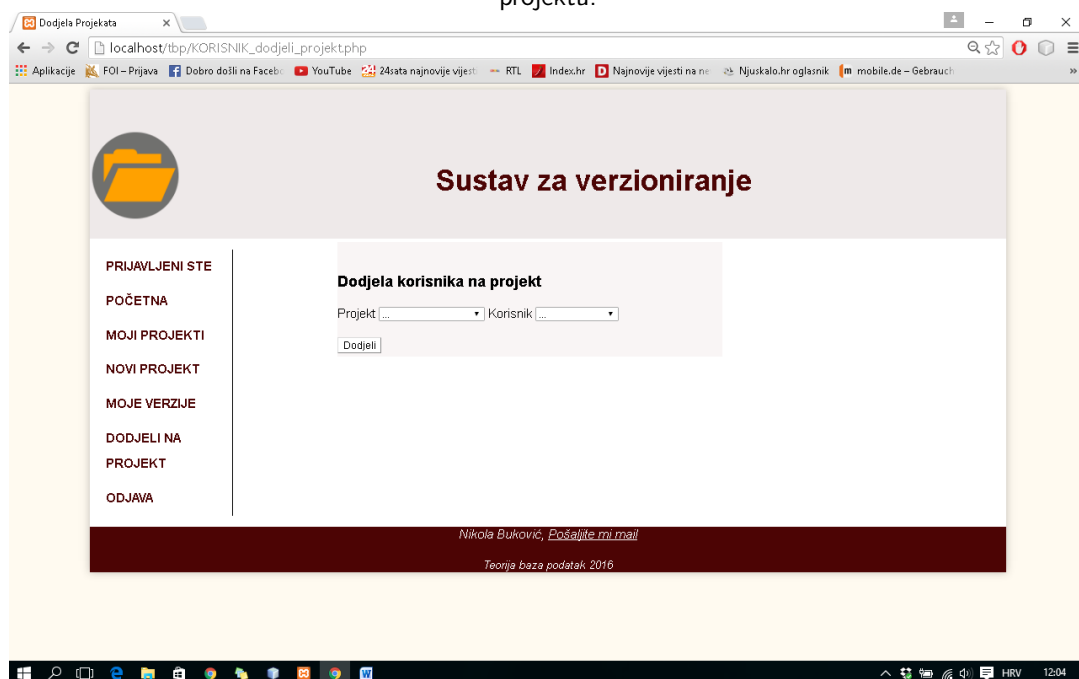 projektu.
Dodjela Projekata
localhost/tbp/KORISNIK_dodjeli_projekt.php
Aplikacije FOI – Prijava Dobro došli na Facebo YouTube 24sata najnovije vijesti RTL Index.hr Najnovije vijesti na ne Njuskalo.hr oglasnik mobile.de – Gebrauch »
Sustav za verzioniranje
PRIJAVLJENI STE
POČETNA
MOJI PROJEKTI
NOVI PROJEKT
MOJE VERZIJE
DODJELI NA
PROJEKT
ODJAVA
Dodjela korisnika na projekt
Projekt ... Korisnik ...
Dodjeli
Nikola Buković, Pošaljite mi mail
Teorija baza podatak 2016
HRV 12:04